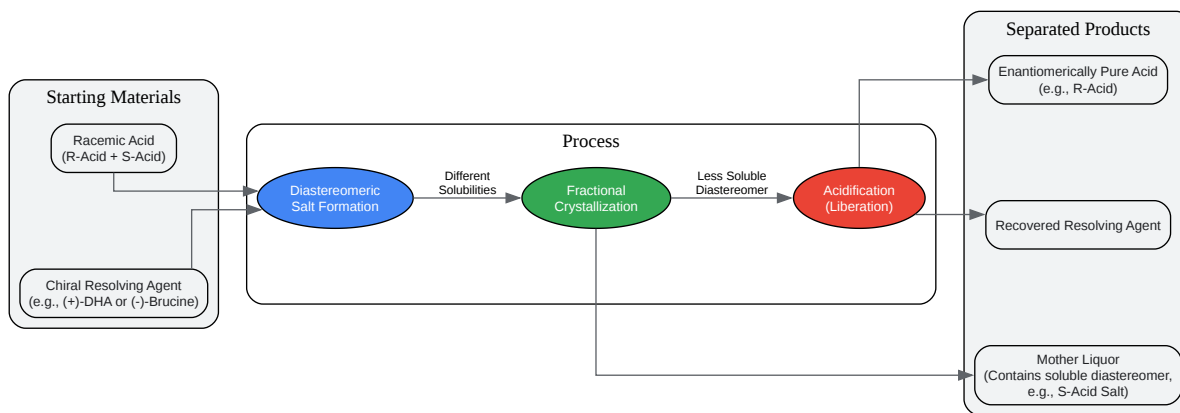 Starting Materials
Racemic Acid
(R-Acid + S-Acid)
Chiral Resolving Agent
(e.g., (+)-DHA or (-)-Brucine)
Process
Diastereomeric
Salt Formation
Different
Solubilities
Fractional
Crystallization
Less Soluble
Diastereomer
Acidification
(Liberation)
Separated Products
Enantiomerically Pure Acid
(e.g., R-Acid)
Recovered Resolving Agent
Mother Liquor
(Contains soluble diastereomer,
e.g., S-Acid Salt)